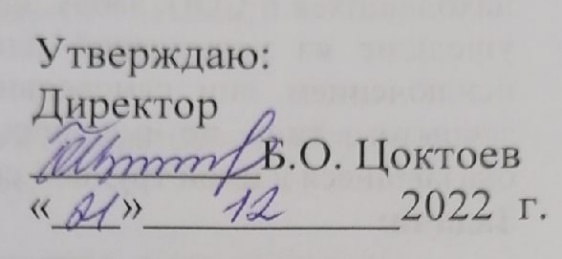 Утверждаю:
Директор
Б.О. Цоктоев
«21» 12 2022 г.